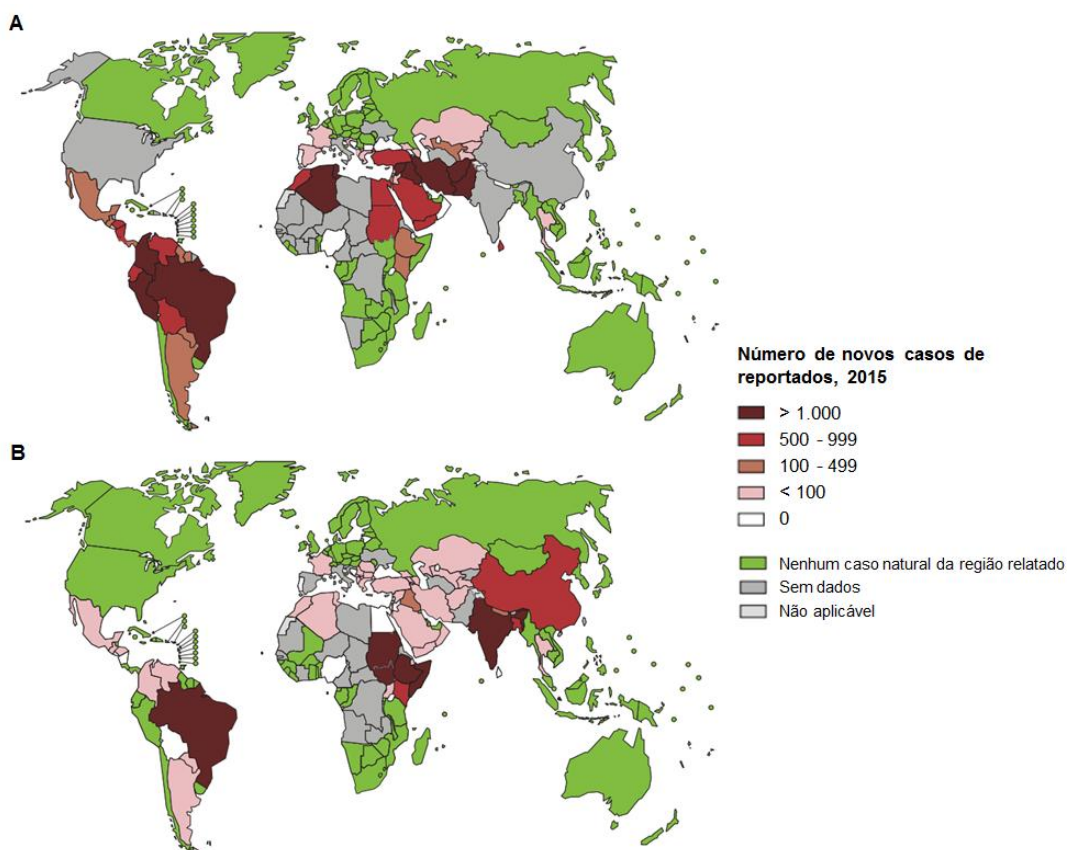 A
Número de novos casos de
reportados, 2015
> 1.000
500 - 999
100 - 499
< 100
0
Nenhum caso natural da região relatado
Sem dados
Não aplicável
B